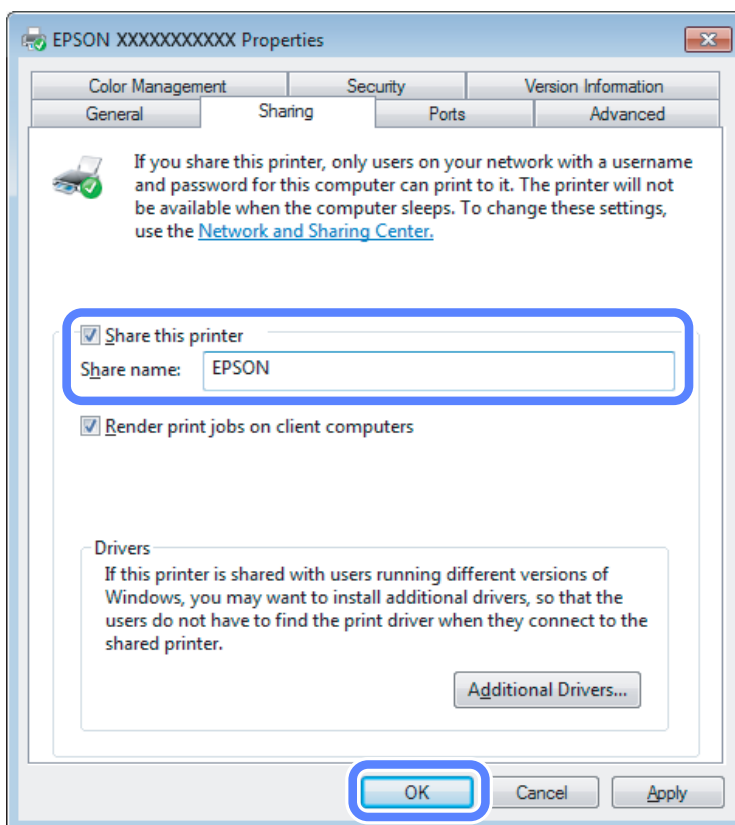 EPSON XXXXXXXXXXX Properties
Color Management Security Version Information
General Sharing Ports Advanced
If you share this printer, only users on your network with a username
and password for this computer can print to it. The printer will not
be available when the computer sleeps. To change these settings,
use the Network and Sharing Center.
Share this printer
Share name: EPSON
Render print jobs on client computers
Drivers
If this printer is shared with users running different versions of
Windows, you may want to install additional drivers, so that the
users do not have to find the print driver when they connect to the
shared printer.
Additional Drivers...
OK Cancel Apply